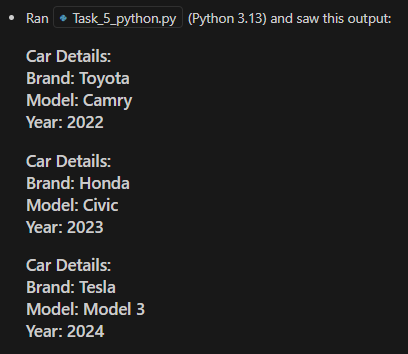 Ran Task_5_python.py (Python 3.13) and saw this output:
Car Details:
Brand: Toyota
Model: Camry
Year: 2022
Car Details:
Brand: Honda
Model: Civic
Year: 2023
Car Details:
Brand: Tesla
Model: Model 3
Year: 2024